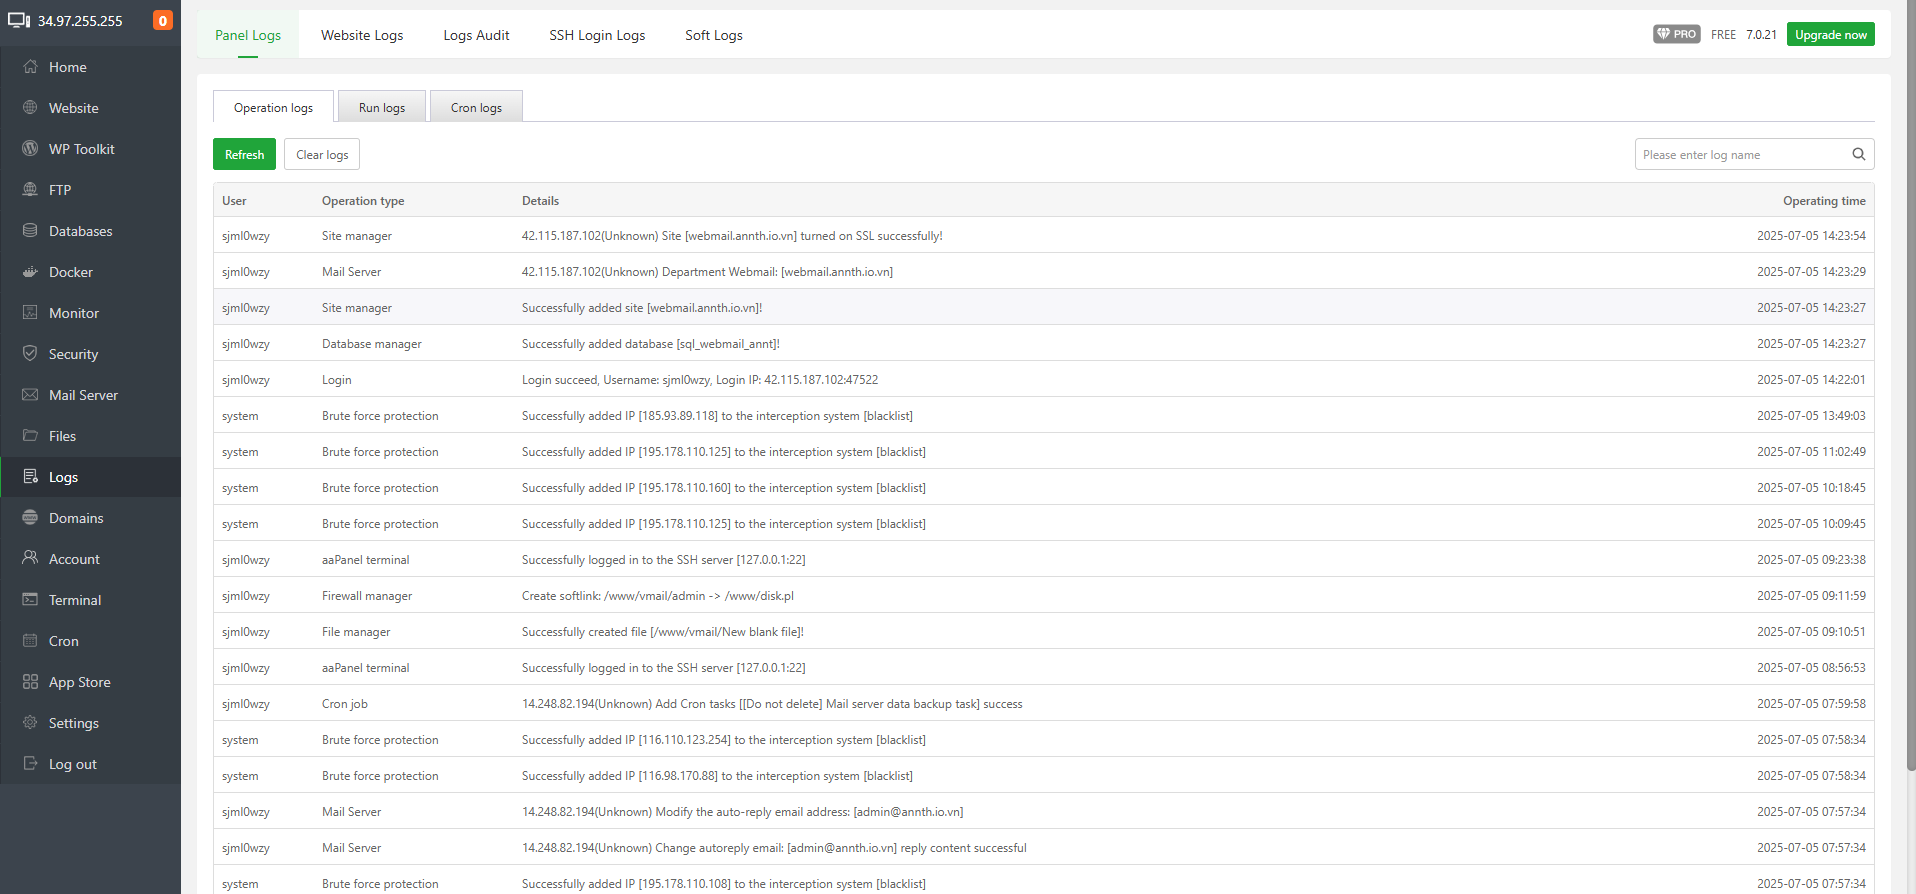 34.97.255.255 0
Home
Website
WP Toolkit
FTP
Databases
Docker
Monitor
Security
Mail Server
Files
Logs
Domains
Account
Terminal
Cron
App Store
Settings
Log out
Panel Logs Website Logs Logs Audit SSH Login Logs Soft Logs
PRO FREE 7.0.21 Upgrade now
Operation logs Run logs Cron logs
Refresh Clear logs Please enter log name
User Operation type Details Operating time
sjml0wzy Site manager 42.115.187.102(Unknown) Site [webmail.annth.io.vn] turned on SSL successfully! 2025-07-05 14:23:54
sjml0wzy Mail Server 42.115.187.102(Unknown) Department Webmail: [webmail.annth.io.vn] 2025-07-05 14:23:29
sjml0wzy Site manager Successfully added site [webmail.annth.io.vn]! 2025-07-05 14:23:27
sjml0wzy Database manager Successfully added database [sql_webmail_annt]! 2025-07-05 14:23:27
sjml0wzy Login Login succeed, Username: sjml0wzy, Login IP: 42.115.187.102:47522 2025-07-05 14:22:01
system Brute force protection Successfully added IP [185.93.89.118] to the interception system [blacklist] 2025-07-05 13:49:03
system Brute force protection Successfully added IP [195.178.110.125] to the interception system [blacklist] 2025-07-05 11:02:49
system Brute force protection Successfully added IP [195.178.110.160] to the interception system [blacklist] 2025-07-05 10:18:45
system Brute force protection Successfully added IP [195.178.110.125] to the interception system [blacklist] 2025-07-05 10:09:45
sjml0wzy aaPanel terminal Successfully logged in to the SSH server [127.0.0.1:22] 2025-07-05 09:23:38
sjml0wzy Firewall manager Create softlink: /www/vmail/admin -> /www/disk.pl 2025-07-05 09:11:59
sjml0wzy File manager Successfully created file [/www/vmail/New blank file]! 2025-07-05 09:10:51
sjml0wzy aaPanel terminal Successfully logged in to the SSH server [127.0.0.1:22] 2025-07-05 08:56:53
sjml0wzy Cron job 14.248.82.194(Unknown) Add Cron tasks [[Do not delete] Mail server data backup task] success 2025-07-05 07:59:58
system Brute force protection Successfully added IP [116.110.123.254] to the interception system [blacklist] 2025-07-05 07:58:34
system Brute force protection Successfully added IP [116.98.170.88] to the interception system [blacklist] 2025-07-05 07:58:34
sjml0wzy Mail Server 14.248.82.194(Unknown) Modify the auto-reply email address: [admin@annth.io.vn] 2025-07-05 07:57:34
sjml0wzy Mail Server 14.248.82.194(Unknown) Change autoreply email: [admin@annth.io.vn] reply content successful 2025-07-05 07:57:34
system Brute force protection Successfully added IP [195.178.110.108] to the interception system [blacklist] 2025-07-05 07:57:34